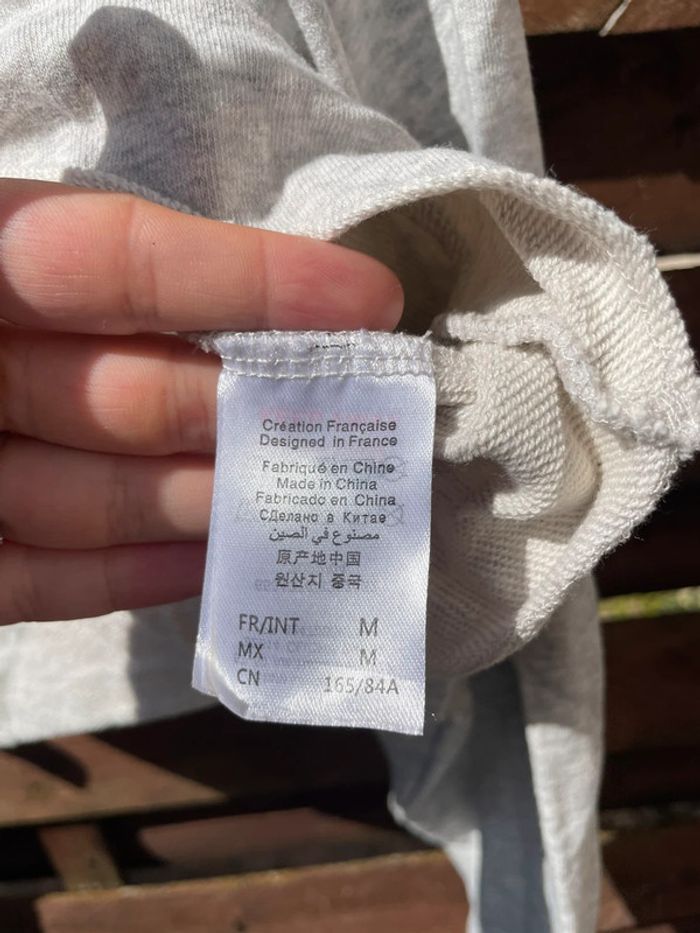 Création Française
Designed in France
Fabriqué en Chine
Made in China
Fabricado en China
Сделано в Китае
مصنوع في الصين
原产地中国
원산지 중국
FR/INT M
MX M
CN 165/84A